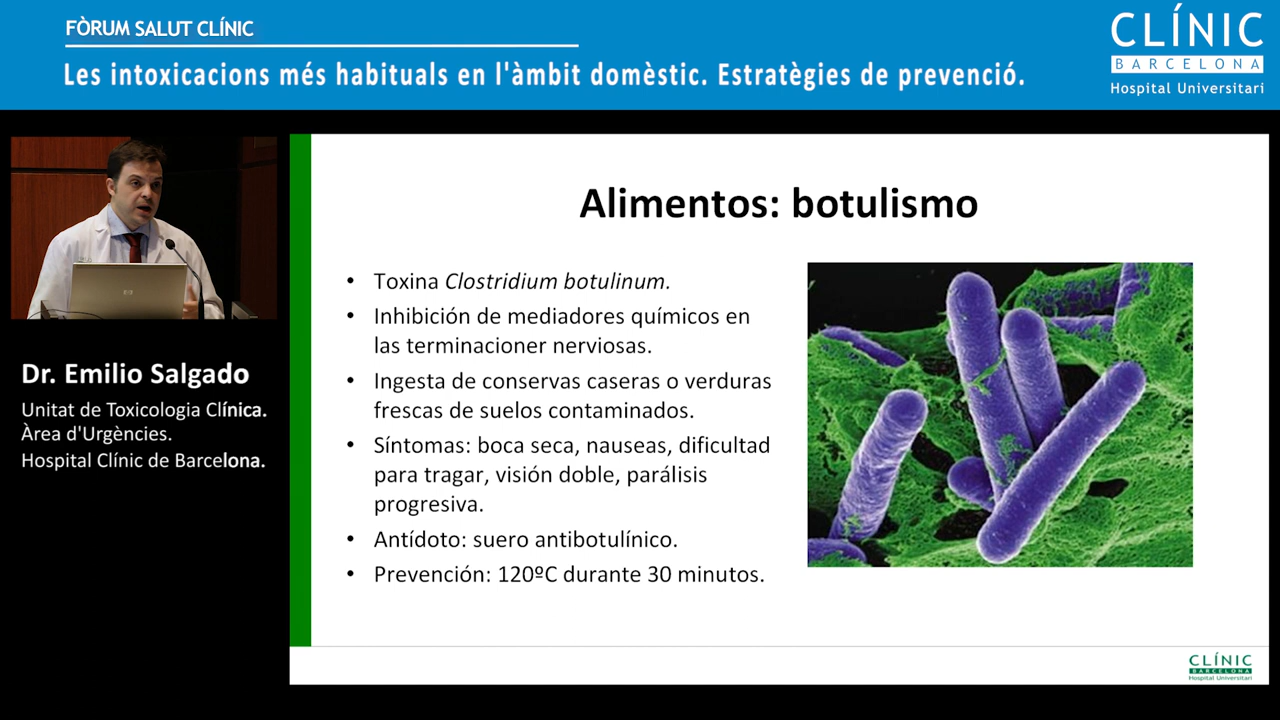 FÒRUM SALUT CLÍNIC
Les intoxicacions més habituals en l'àmbit domèstic. Estratègies de prevenció.
CLÍNIC
BARCELONA
Hospital Universitari
Dr. Emilio Salgado
Unitat de Toxicologia Clínica.
Àrea d'Urgències.
Hospital Clínic de Barcelona.
Alimentos: botulismo
• Toxina Clostridium botulinum.
• Inhibición de mediadores químicos en
las terminacioner nerviosas.
• Ingesta de conservas caseras o verduras
frescas de suelos contaminados.
• Síntomas: boca seca, nauseas, dificultad
para tragar, visión doble, parálisis
progresiva.
• Antídoto: suero antibotulínico.
• Prevención: 120ºC durante 30 minutos.
CLÍNIC
BARCELONA
Hospital Universitari